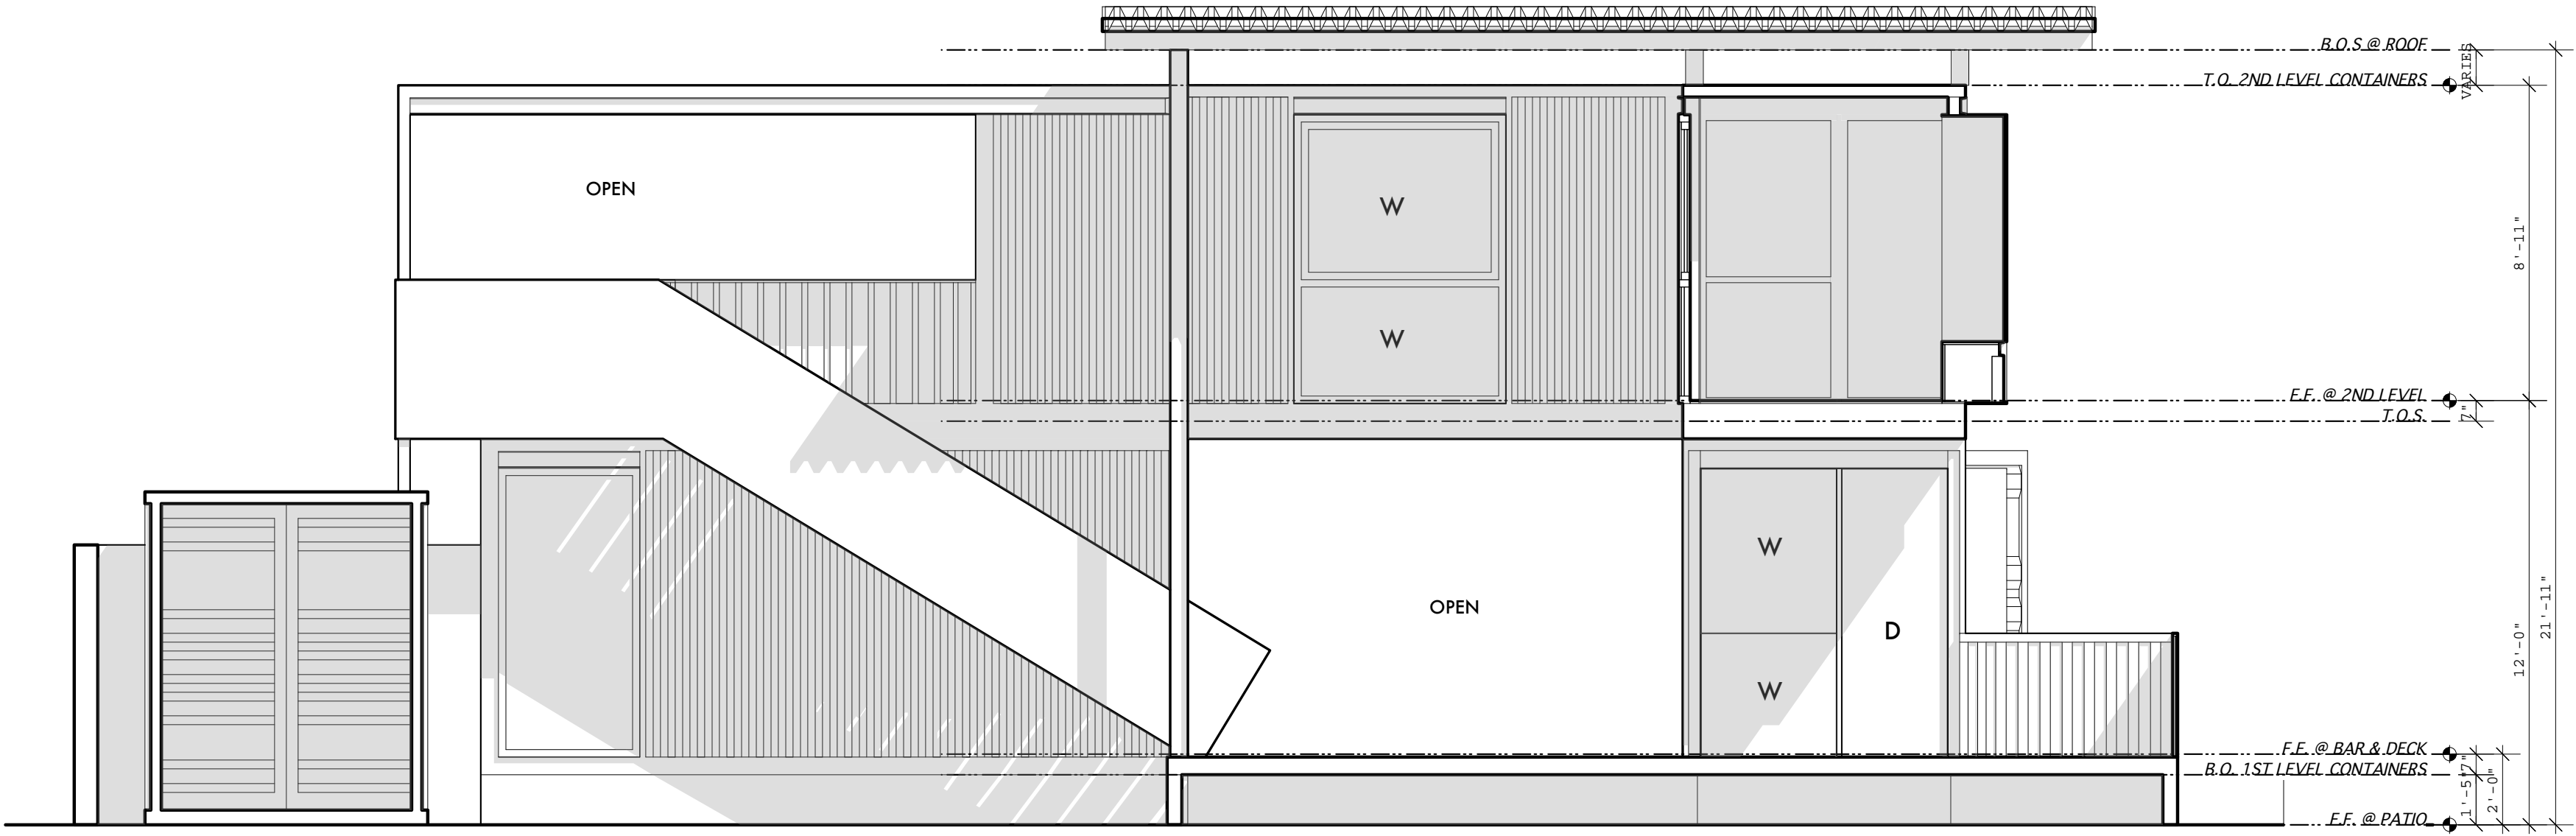 B.O.S @ ROOF
VARIES
T.O. 2ND LEVEL CONTAINERS
OPEN
W
8'-11"
W
F.F. @ 2ND LEVEL
T.O.S.
7"
W
OPEN
D
12'-0"
21'-11"
W
F.F. @ BAR & DECK
B.O. 1ST LEVEL CONTAINERS
7"
1'-5"
2'-0"
F.F. @ PATIO